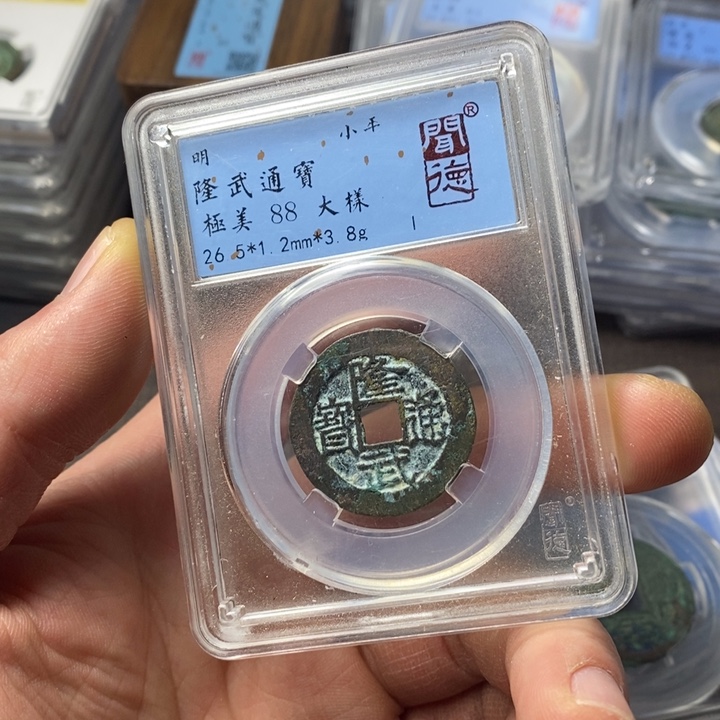 明 小平
隆武通寶
極美 88 大樣
26.5*1.2mm*3.8g 1
聞德
®
隆武通寶